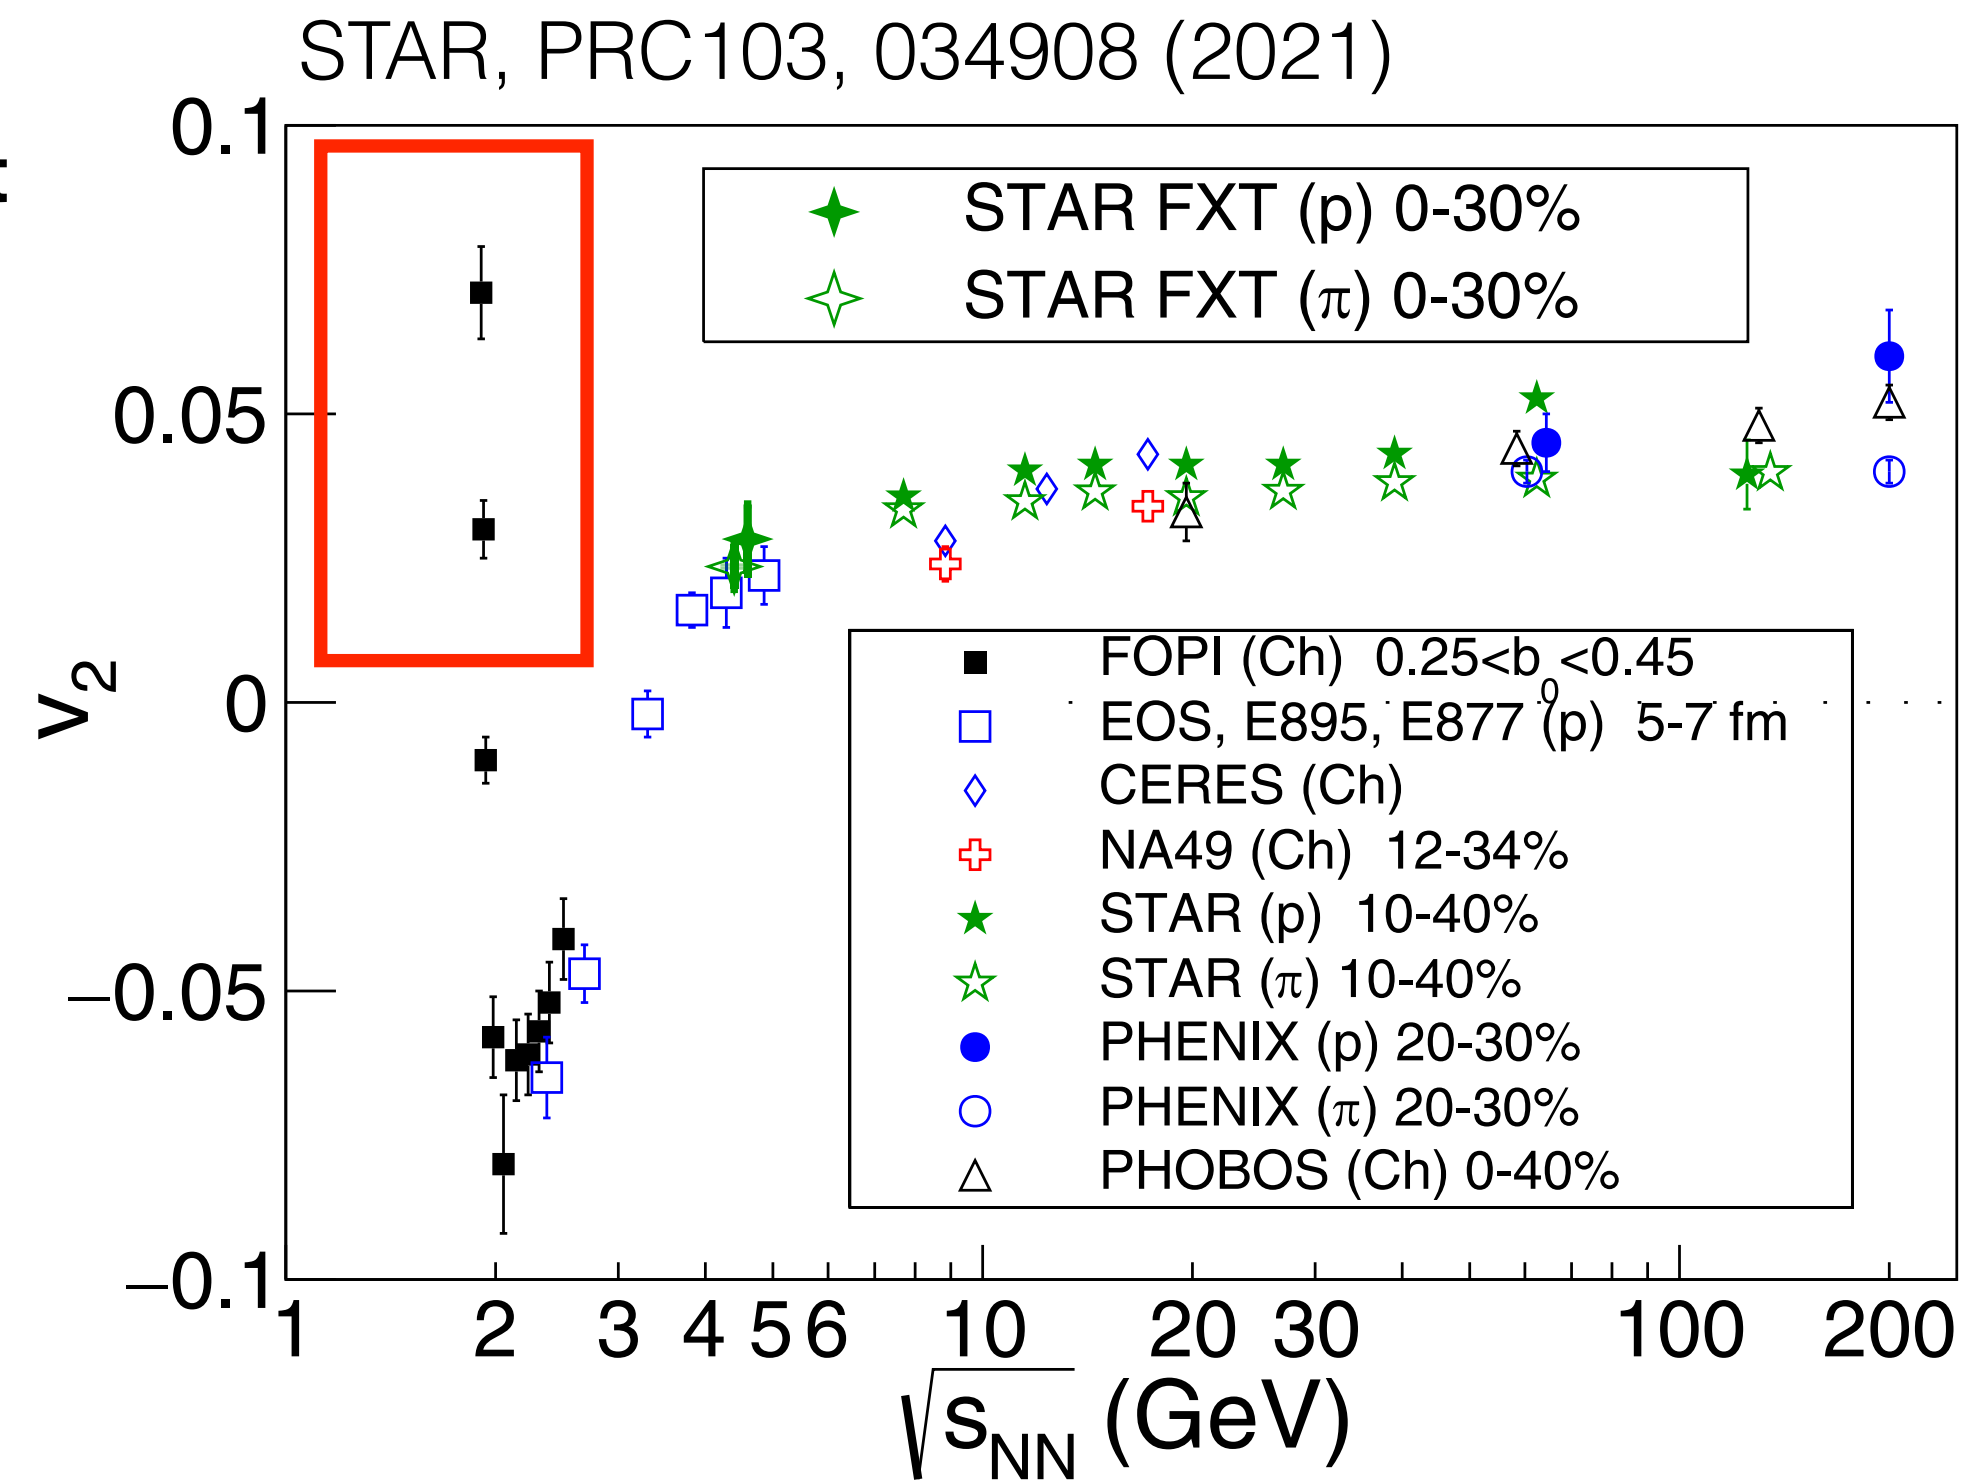 STAR, PRC103, 034908 (2021)
0.1
0.05
0
−0.05
−0.1
v2
STAR FXT (p) 0-30%
STAR FXT (π) 0-30%
FOPI (Ch) 0.25<b0<0.45
EOS, E895, E877 (p) 5-7 fm
CERES (Ch)
NA49 (Ch) 12-34%
STAR (p) 10-40%
STAR (π) 10-40%
PHENIX (p) 20-30%
PHENIX (π) 20-30%
PHOBOS (Ch) 0-40%
1 2 3 4 5 6 10 20 30 100 200
√sNN (GeV)